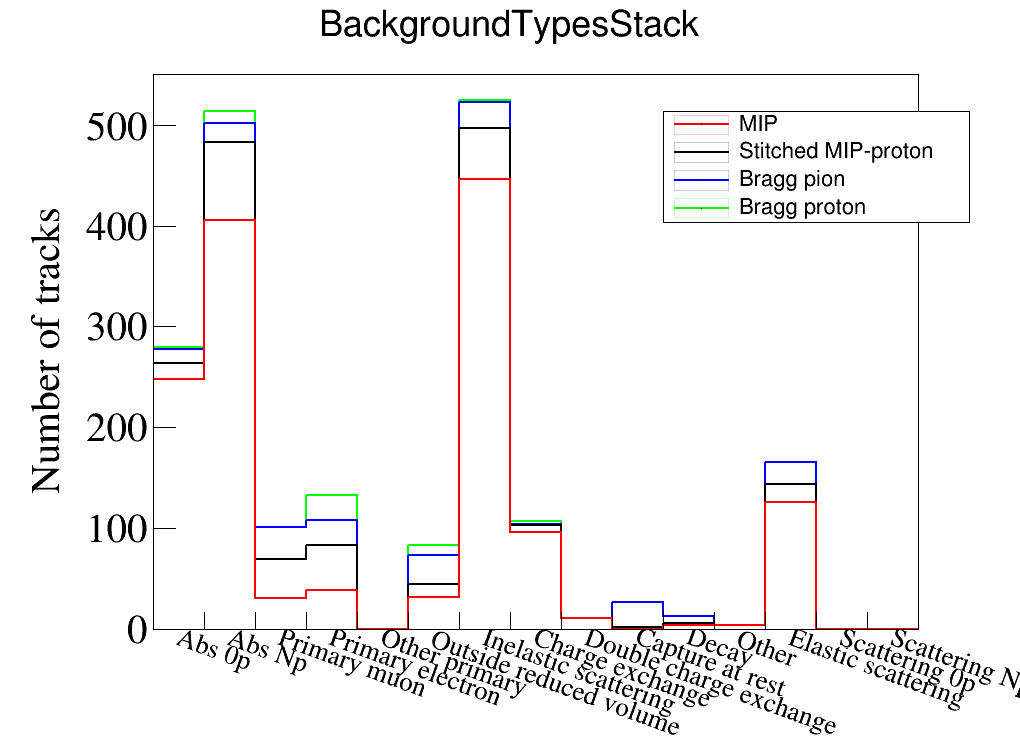 BackgroundTypesStack
Number of tracks
500
400
300
200
100
0
MIP
Stitched MIP-proton
Bragg pion
Bragg proton
Abs 0p
Abs Np
Primary muon
Primary electron
Other primary
Outside reduced volume
Inelastic scattering
Charge exchange
Double charge exchange
Capture at rest
Decay
Other
Elastic scattering
Scattering 0p
Scattering Np